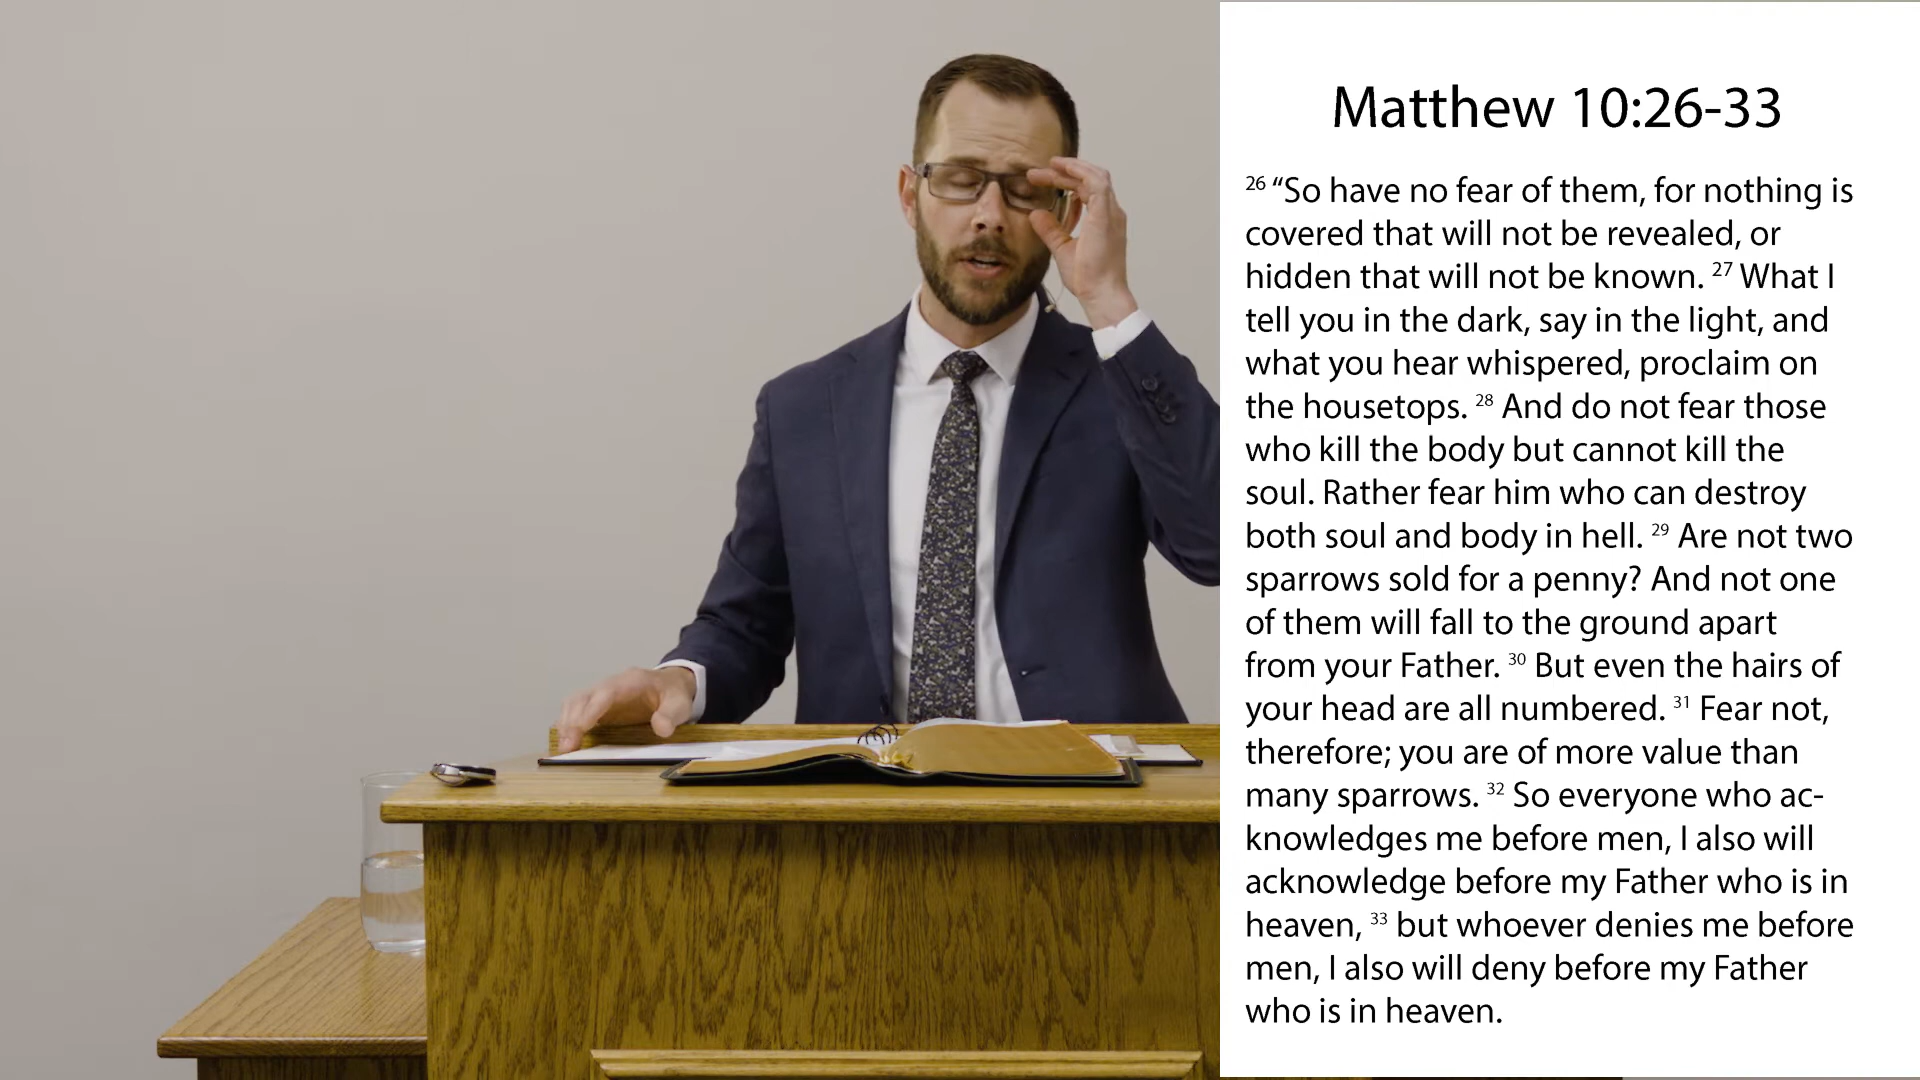 Matthew 10:26-33
26 “So have no fear of them, for nothing is
covered that will not be revealed, or
hidden that will not be known. 27 What I
tell you in the dark, say in the light, and
what you hear whispered, proclaim on
the housetops. 28 And do not fear those
who kill the body but cannot kill the
soul. Rather fear him who can destroy
both soul and body in hell. 29 Are not two
sparrows sold for a penny? And not one
of them will fall to the ground apart
from your Father. 30 But even the hairs of
your head are all numbered. 31 Fear not,
therefore; you are of more value than
many sparrows. 32 So everyone who ac-
knowledges me before men, I also will
acknowledge before my Father who is in
heaven, 33 but whoever denies me before
men, I also will deny before my Father
who is in heaven.